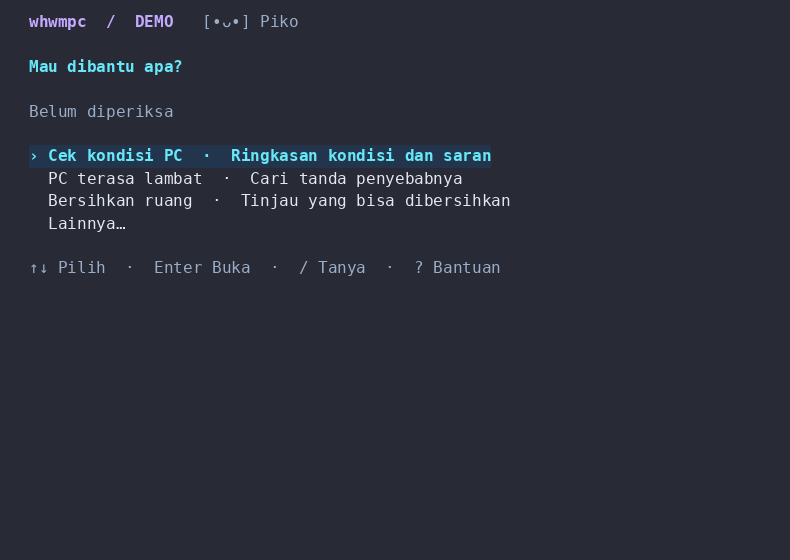 whwmpc  /  DEMO   [•ᴗ•] Piko
Mau dibantu apa?
Belum diperiksa
› Cek kondisi PC  ·  Ringkasan kondisi dan saran
PC terasa lambat  ·  Cari tanda penyebabnya
Bersihkan ruang  ·  Tinjau yang bisa dibersihkan
Lainnya…
↑↓ Pilih  ·  Enter Buka  ·  / Tanya  ·  ? Bantuan